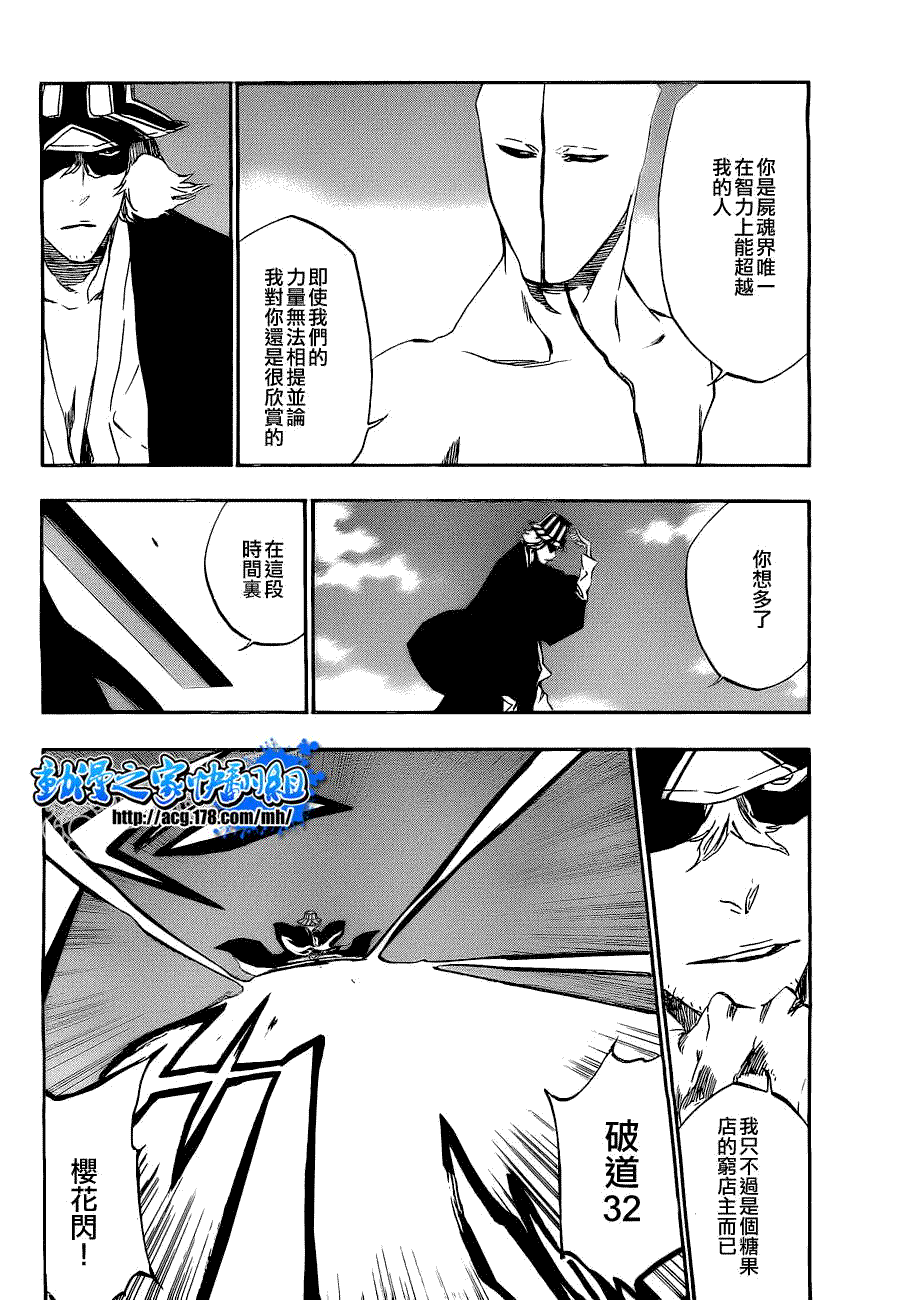 你是屍魂界唯一
在智力上能超越
我的人
即使我們的
力量無法相提並論
我對你還是很欣賞的
你想多了
在這段
時間裏
動漫之家快翻組
http://acg.178.com/mh/
我只不過是個糖果
店的窮店主而已
破道
32
櫻花閃！